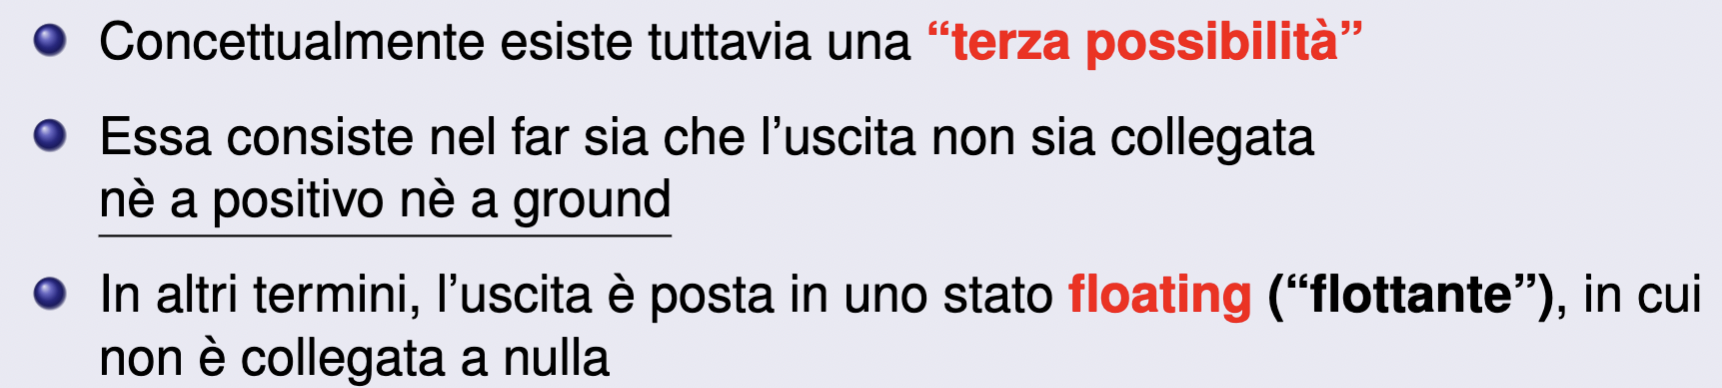 Concettualmente esiste tuttavia una “terza possibilità”
Essa consiste nel far sia che l’uscita non sia collegata
nè a positivo nè a ground
In altri termini, l’uscita è posta in uno stato floating (“flottante”), in cui
non è collegata a nulla